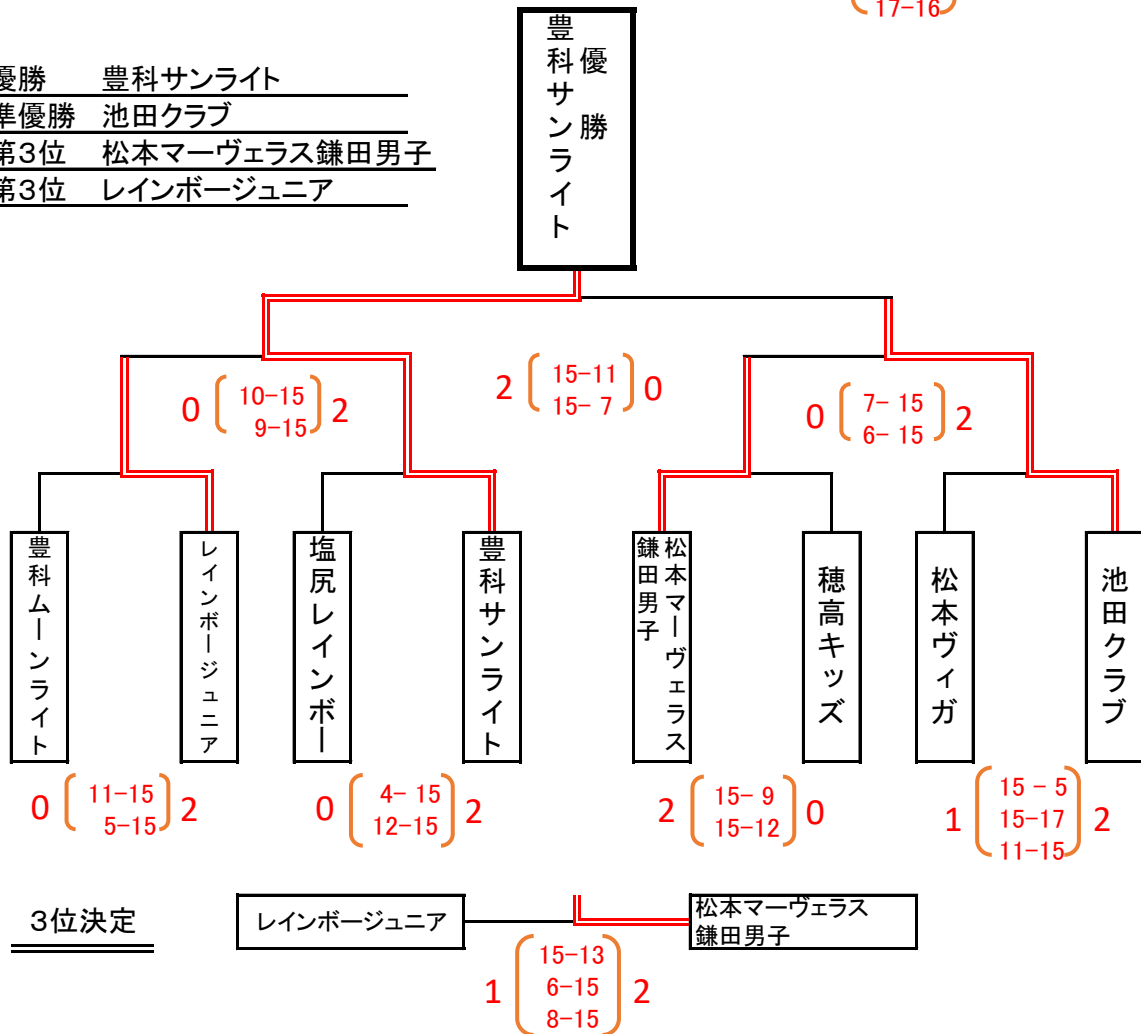 17-16
優勝 豊科サンライト
準優勝 池田クラブ
第3位 松本マーヴェラス鎌田男子
第3位 レインボージュニア
優勝
豊科サンライト
0 10-15 2
9-15
2 15-11 0
15- 7
0 7- 15 2
6- 15
豊科ムーンライト
レインボージュニア
塩尻レインボー
豊科サンライト
松本マーヴェラス
鎌田男子
穂高キッズ
松本ヴィガ
池田クラブ
0 11-15 2
5-15
0 4- 15 2
12-15
2 15- 9 0
15-12
15 - 5
1 15-17 2
11-15
3位決定
レインボージュニア
松本マーヴェラス
鎌田男子
15-13
1 6-15 2
8-15